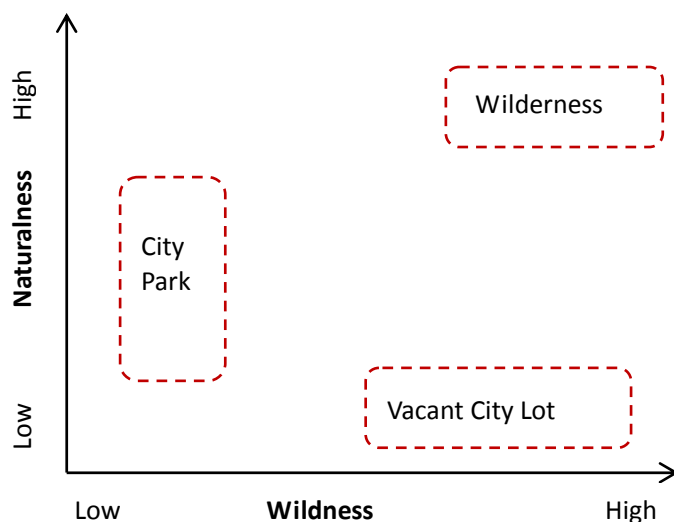 High
Wilderness
Naturalness
City
Park
Low
Vacant City Lot
Low
Wildness
High